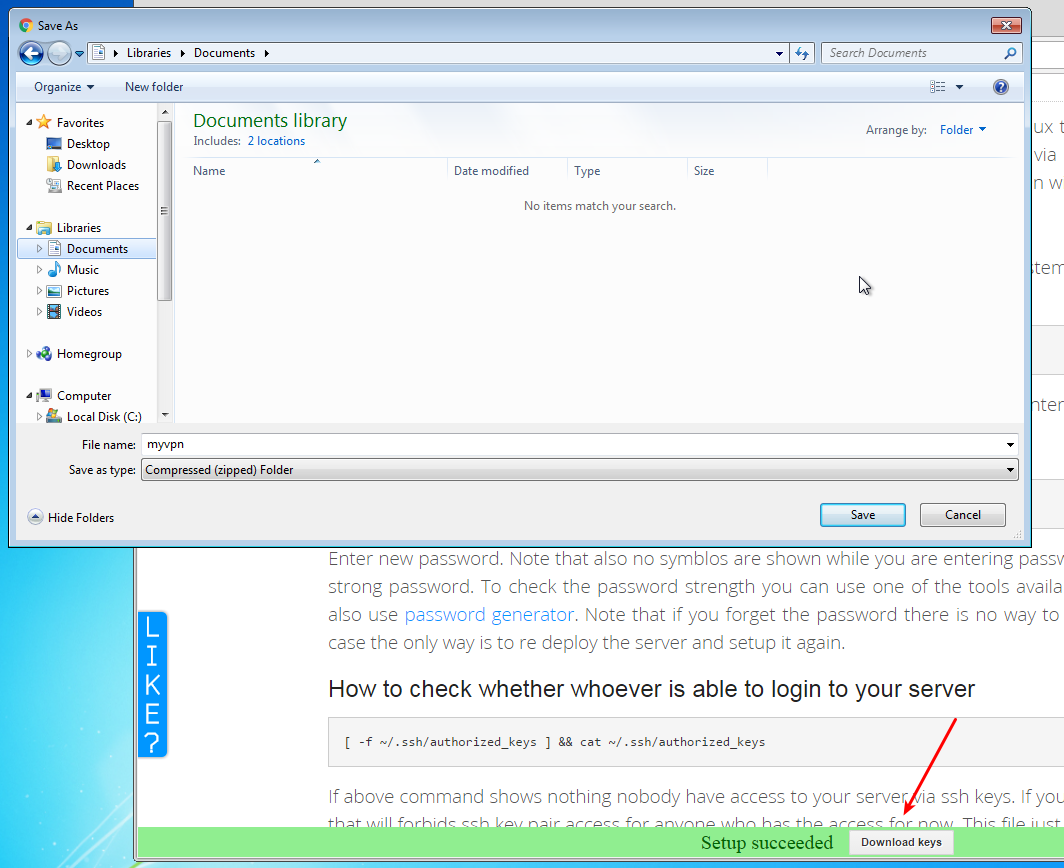 Save As
Libraries Documents
Search Documents
Organize
New folder
Favorites
Desktop
Downloads
Recent Places
Libraries
Documents
Music
Pictures
Videos
Homegroup
Computer
Local Disk (C:)
Documents library
Includes: 2 locations
Arrange by: Folder
Name Date modified Type Size
No items match your search.
File name: myvpn
Save as type: Compressed (zipped) Folder
Hide Folders
Save
Cancel
via
Enter new password. Note that also no symblos are shown while you are entering passw
strong password. To check the password strength you can use one of the tools availa
also use password generator. Note that if you forget the password there is no way to
case the only way is to re deploy the server and setup it again.
LIKE?
How to check whether whoever is able to login to your server
[ -f ~/.ssh/authorized_keys ] && cat ~/.ssh/authorized_keys
If above command shows nothing nobody have access to your server via ssh keys. If you
that will forbids ssh key pair access for anyone who has the access for now. This file just
Setup succeeded
Download keys